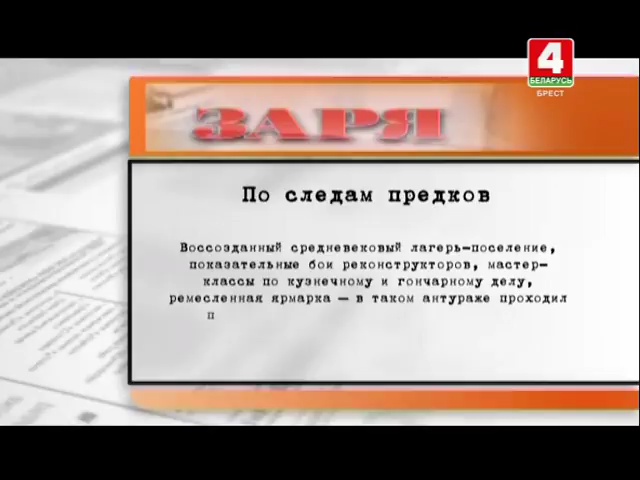 4
БЕЛАРУСЬ
БРЕСТ
ЗАРЯ
По следам предков
Воссозданный средневековый лагерь-поселение,
показательные бои реконструкторов, мастер-
классы по кузнечному и гончарному делу,
ремесленная ярмарка — в таком антураже проходил
п